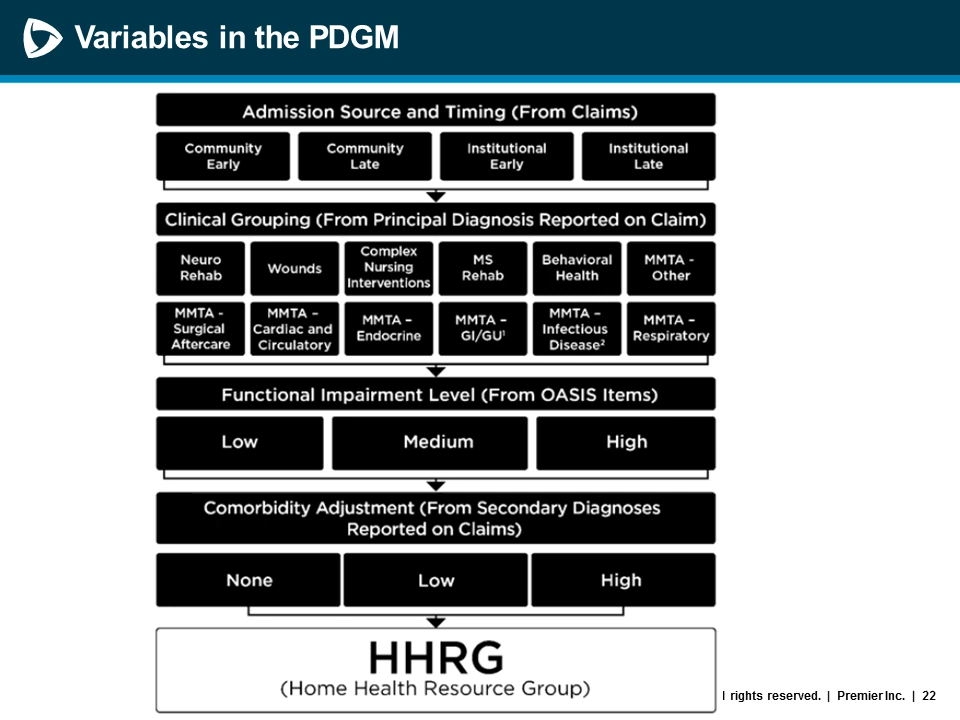 Variables in the PDGM
Admission Source and Timing (From Claims)
Community
Early
Community
Late
Institutional
Early
Institutional
Late
Clinical Grouping (From Principal Diagnosis Reported on Claim)
Neuro
Rehab
Wounds
Complex
Nursing
Interventions
MS
Rehab
Behavioral
Health
MMTA -
Other
MMTA -
Surgical
Aftercare
MMTA –
Cardiac and
Circulatory
MMTA –
Endocrine
MMTA –
GI/GU¹
MMTA –
Infectious
Disease²
MMTA –
Respiratory
Functional Impairment Level (From OASIS Items)
Low
Medium
High
Comorbidity Adjustment (From Secondary Diagnoses
Reported on Claims)
None
Low
High
HHRG
(Home Health Resource Group)
rights reserved. | Premier Inc. | 22